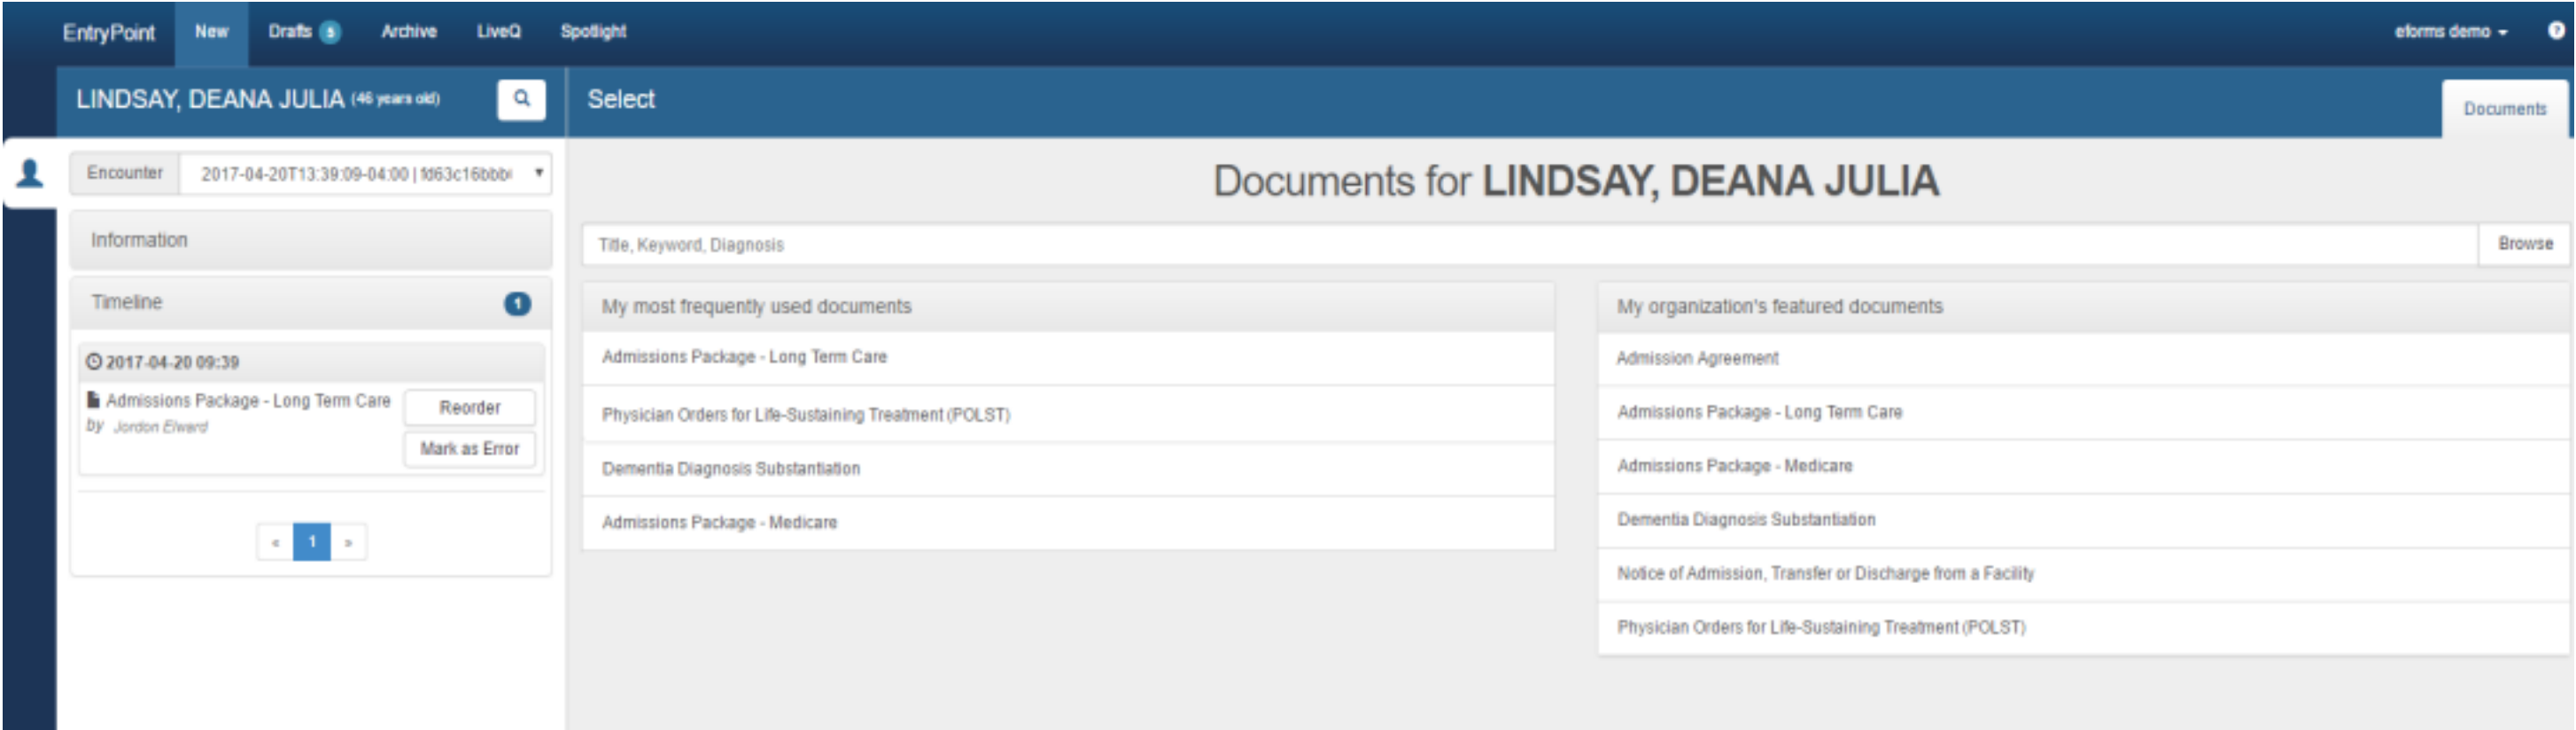 EntryPoint New Drafts 5 Archive LiveQ Spotlight eforms demo
LINDSAY, DEANA JULIA (46 years old)
Select
Documents
Encounter 2017-04-20T13:39:09-04:00 | fd63c16bbb
Information
Timeline 1
2017-04-20 09:39
Admissions Package - Long Term Care
by Jordon Elward
Reorder
Mark as Error
« 1 »
Documents for LINDSAY, DEANA JULIA
Title, Keyword, Diagnosis Browse
My most frequently used documents
Admissions Package - Long Term Care
Physician Orders for Life-Sustaining Treatment (POLST)
Dementia Diagnosis Substantiation
Admissions Package - Medicare
My organization's featured documents
Admission Agreement
Admissions Package - Long Term Care
Admissions Package - Medicare
Dementia Diagnosis Substantiation
Notice of Admission, Transfer or Discharge from a Facility
Physician Orders for Life-Sustaining Treatment (POLST)